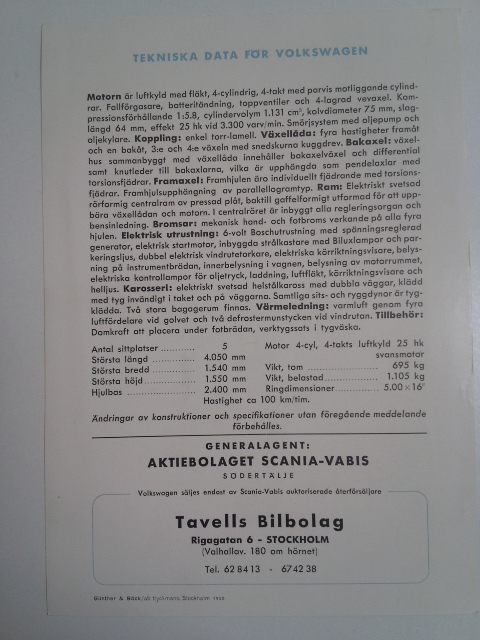 TEKNISKA DATA FÖR VOLKSWAGEN
Motorn är luftkyld med fläkt, 4-cylindrig, 4-takt med parvis motliggande cylind-
rar. Fallförgasare, batteritändning, toppventiler och 4-lagrad vevaxel. Kom-
pressionsförhållande 1:5.8, cylindervolym 1.131 cm³, kolvdiameter 75 mm, slag-
längd 64 mm, effekt 25 hk vid 3.300 varv/min. Smörjsystem med oljepump och
oljekylare. Koppling: enkel torr-lamell. Växellåda: fyra hastigheter framåt
och en bakåt, 3:e och 4:e växeln med snedskurna kuggdrev. Bakaxel: växel-
hus sammanbyggt med växellåda innehåller bakaxelväxel och differential
samt knutleder till bakaxlarna, vilka är upphängda som pendelaxlar med
torsionsfjädrar. Framaxel: Framhjulen äro individuellt fjädrande med torsions-
fjädrar. Framhjulsupphängning av parallellogramtyp. Ram: Elektriskt svetsad
rörformig centralram av pressad plåt, baktill gaffelformigt utformad för att upp-
bära växellådan och motorn. I centralröret är inbyggt alla regleringsorgan och
bensinledning. Bromsar: mekanisk hand- och fotbroms verkande på alla fyra
hjulen. Elektrisk utrustning: 6-volt Boschutrustning med spänningsreglerad
generator, elektrisk startmotor, inbyggda strålkastare med Biluxlampor och par-
keringsljus, dubbel elektrisk vindrutetorkare, elektriska körriktningsvisare, belys-
ning på instrumentbrädan, innerbelysning i vagnen, belysning av motorrummet,
elektriska kontrollampor för oljetryck, laddning, luftfläkt, körriktningsvisare och
helljus. Karosseri: elektriskt svetsad helstålkaross med dubbla väggar, klädd
med tyg invändigt i taket och på väggarna. Samtliga sits- och ryggdynor är tyg-
klädda. Två stora bagagerum finnas. Värmeledning: varmluft genom fyra
luftfördelare vid golvet och två defrostermunstycken vid vindrutan. Tillbehör:
Domkraft att placera under fotbrädan, verktygssats i tygväska.
Antal sittplatser ........... 5 Motor 4-cyl, 4-takts luftkyld 25 hk
Största längd ............. 4.050 mm svansmotor
Största bredd ............. 1.540 mm Vikt, tom .................. 695 kg
Största höjd ............... 1.550 mm Vikt, belastad .............. 1.105 kg
Hjulbas ................... 2.400 mm Ringdimensioner ............ 5.00×16"
Hastighet ca 100 km/tim.
Ändringar av konstruktioner och specifikationer utan föregående meddelande
förbehålles.
GENERALAGENT:
AKTIEBOLAGET SCANIA-VABIS
SÖDERTÄLJE
Volkswagen säljes endast av Scania-Vabis auktoriserade återförsäljare
Tavells Bilbolag
Rigagatan 6 - STOCKHOLM
(Valhallav. 180 om hörnet)
Tel. 62 84 13 - 67 42 38
Günther & Bäck